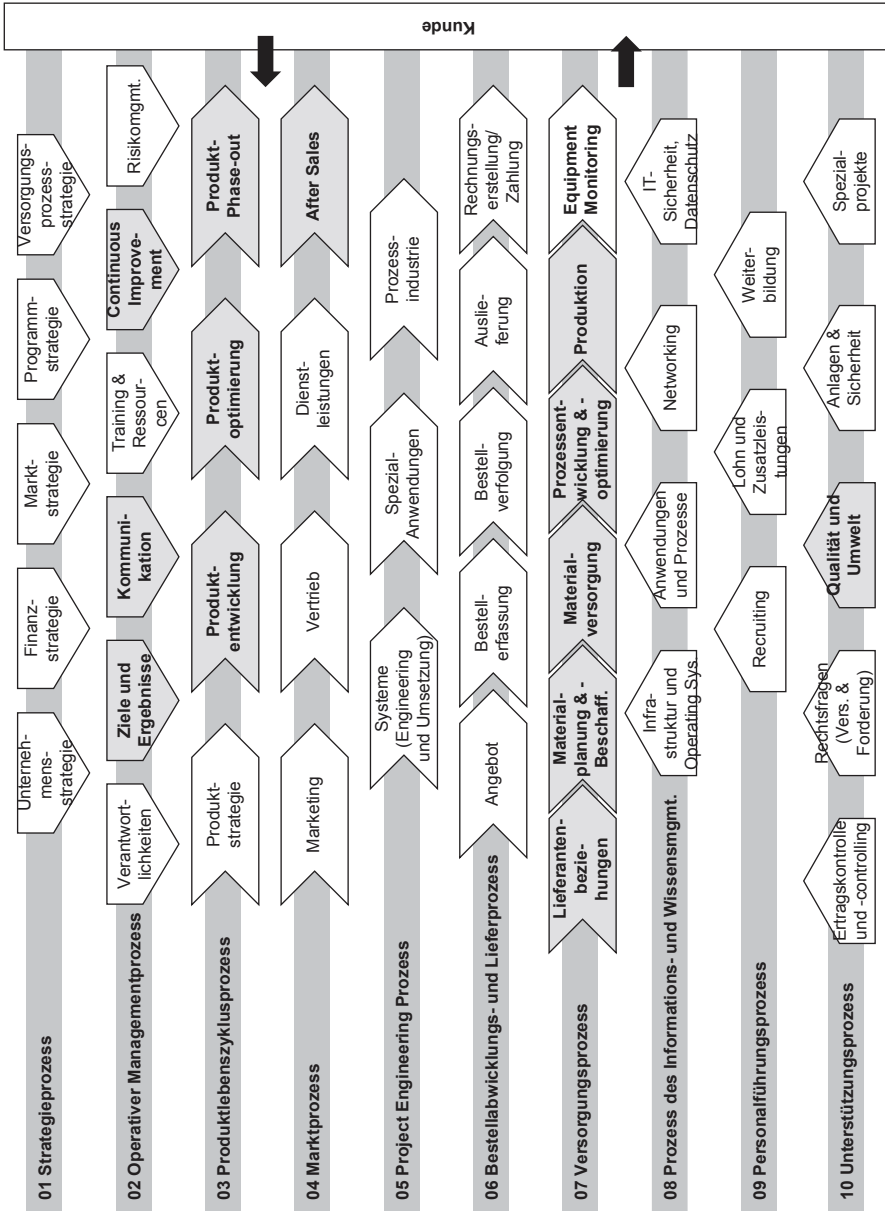 Kunde
01 Strategieprozess
Unterneh-
mens-
strategie
Finanz-
strategie
Markt-
strategie
Programm-
strategie
Versorgungs-
prozess-
strategie
02 Operativer Managementprozess
Verantwort-
lichkeiten
Ziele und
Ergebnisse
Kommuni-
kation
Training &
Ressour-
cen
Continuous
Improve-
ment
Risikomgmt.
03 Produktlebenszyklusprozess
Produkt-
strategie
Produkt-
entwicklung
Produkt-
optimierung
Produkt-
Phase-out
04 Marktprozess
Marketing
Vertrieb
Dienst-
leistungen
After Sales
05 Project Engineering Prozess
Systeme
(Engineering
und Umsetzung)
Spezial-
Anwendungen
Prozess-
industrie
06 Bestellabwicklungs- und Lieferprozess
Angebot
Bestell-
erfassung
Bestell-
verfolgung
Auslie-
ferung
Rechnungs-
erstellung/
Zahlung
07 Versorgungsprozess
Lieferanten-
bezie-
hungen
Material-
planung & -
Beschaff.
Material-
versorgung
Prozessent-
wicklung & -
optimierung
Produktion
Equipment
Monitoring
08 Prozess des Informations- und Wissensmgmt.
Infra-
struktur und
Operating Sys.
Anwendungen
und Prozesse
Networking
IT-
Sicherheit,
Datenschutz
09 Personalführungsprozess
Recruiting
Lohn und
Zusatzleis-
tungen
Weiter-
bildung
10 Unterstützungsprozess
Ertragskontrolle
und -controlling
Rechtsfragen
(Vers. &
Forderung)
Qualität und
Umwelt
Anlagen &
Sicherheit
Spezial-
projekte